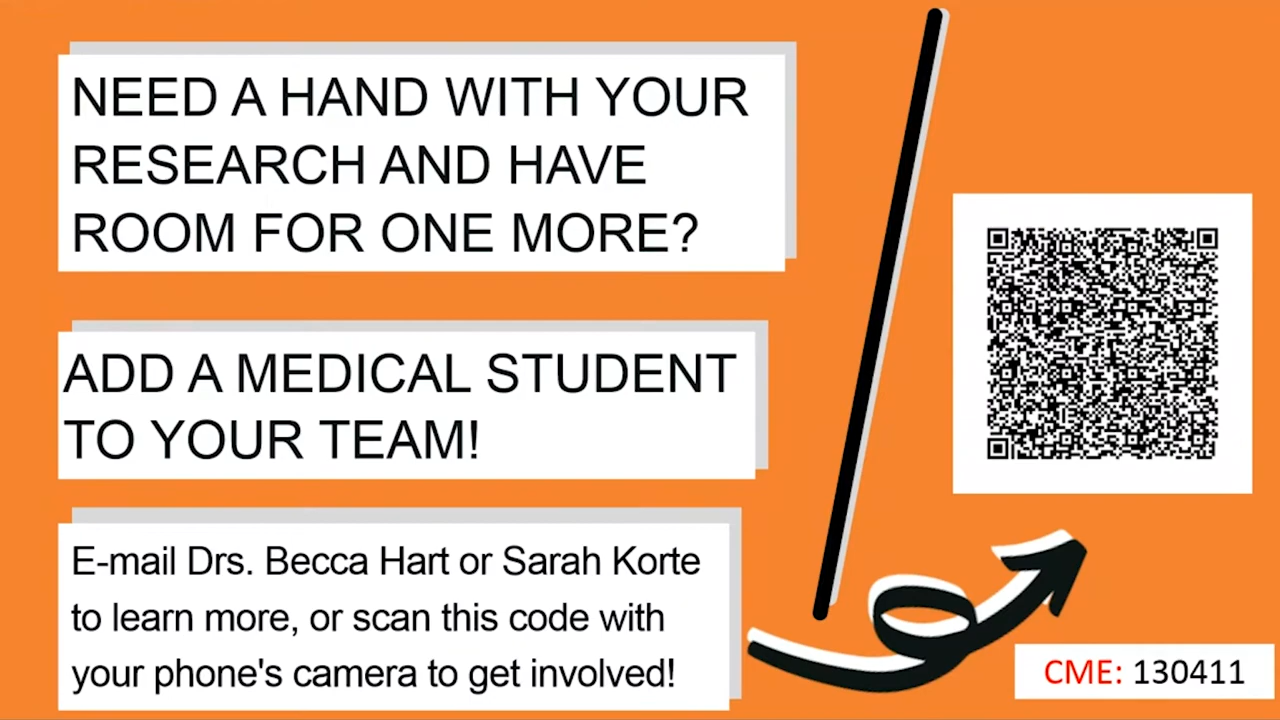 NEED A HAND WITH YOUR
RESEARCH AND HAVE
ROOM FOR ONE MORE?
ADD A MEDICAL STUDENT
TO YOUR TEAM!
E-mail Drs. Becca Hart or Sarah Korte
to learn more, or scan this code with
your phone's camera to get involved!
CME: 130411